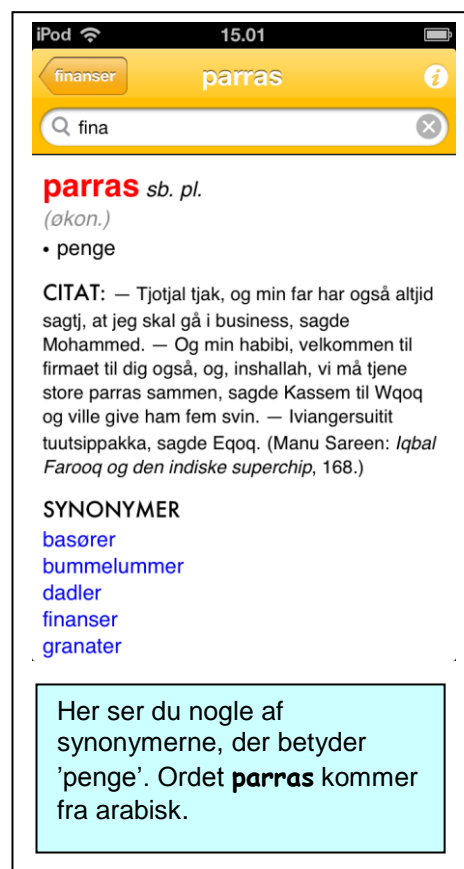 iPod 15.01
finanser parras i
fina
parras sb. pl.
(økon.)
• penge
CITAT: — Tjotjal tjak, og min far har også altjid
sagtj, at jeg skal gå i business, sagde
Mohammed. — Og min habibi, velkommen til
firmaet til dig også, og, inshallah, vi må tjene
store parras sammen, sagde Kassem til Wqoq
og ville give ham fem svin. — Iviangersuitit
tuutsippakka, sagde Eqoq. (Manu Sareen: Iqbal
Farooq og den indiske superchip, 168.)
SYNONYMER
basører
bummelummer
dadler
finanser
granater
Her ser du nogle af
synonymerne, der betyder
’penge’. Ordet parras kommer
fra arabisk.